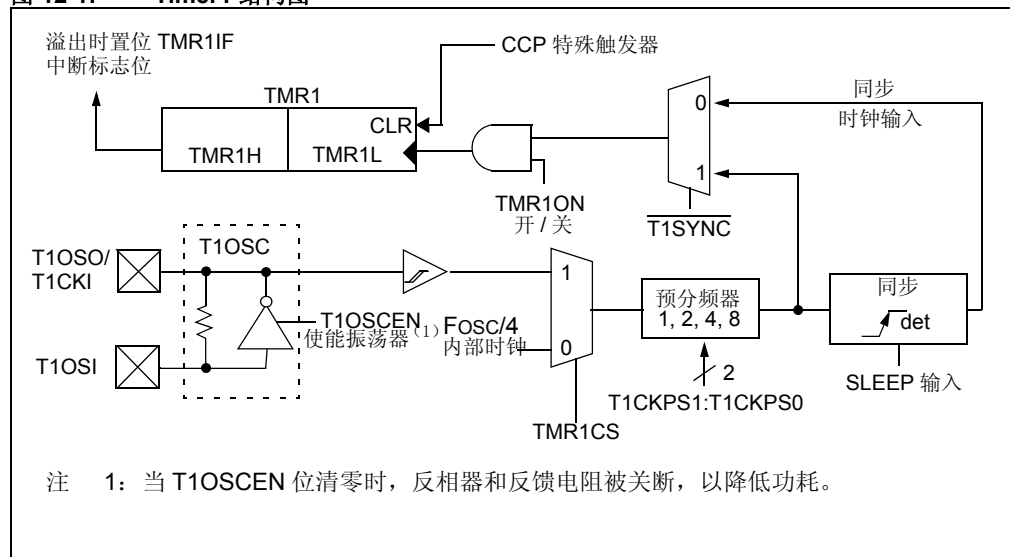 溢出时置位 TMR1IF
中断标志位
CCP 特殊触发器
TMR1
CLR
TMR1H
TMR1L
0
1
同步
时钟输入
TMR1ON
开 / 关
T1SYNC
T1OSC
T1OSO/
T1CKI
T1OSI
T1OSCEN
使能振荡器(1)
FOSC/4
内部时钟
1
0
预分频器
1, 2, 4, 8
同步
det
2
T1CKPS1:T1CKPS0
SLEEP 输入
TMR1CS
注 1: 当 T1OSCEN 位清零时，反相器和反馈电阻被关断，以降低功耗。